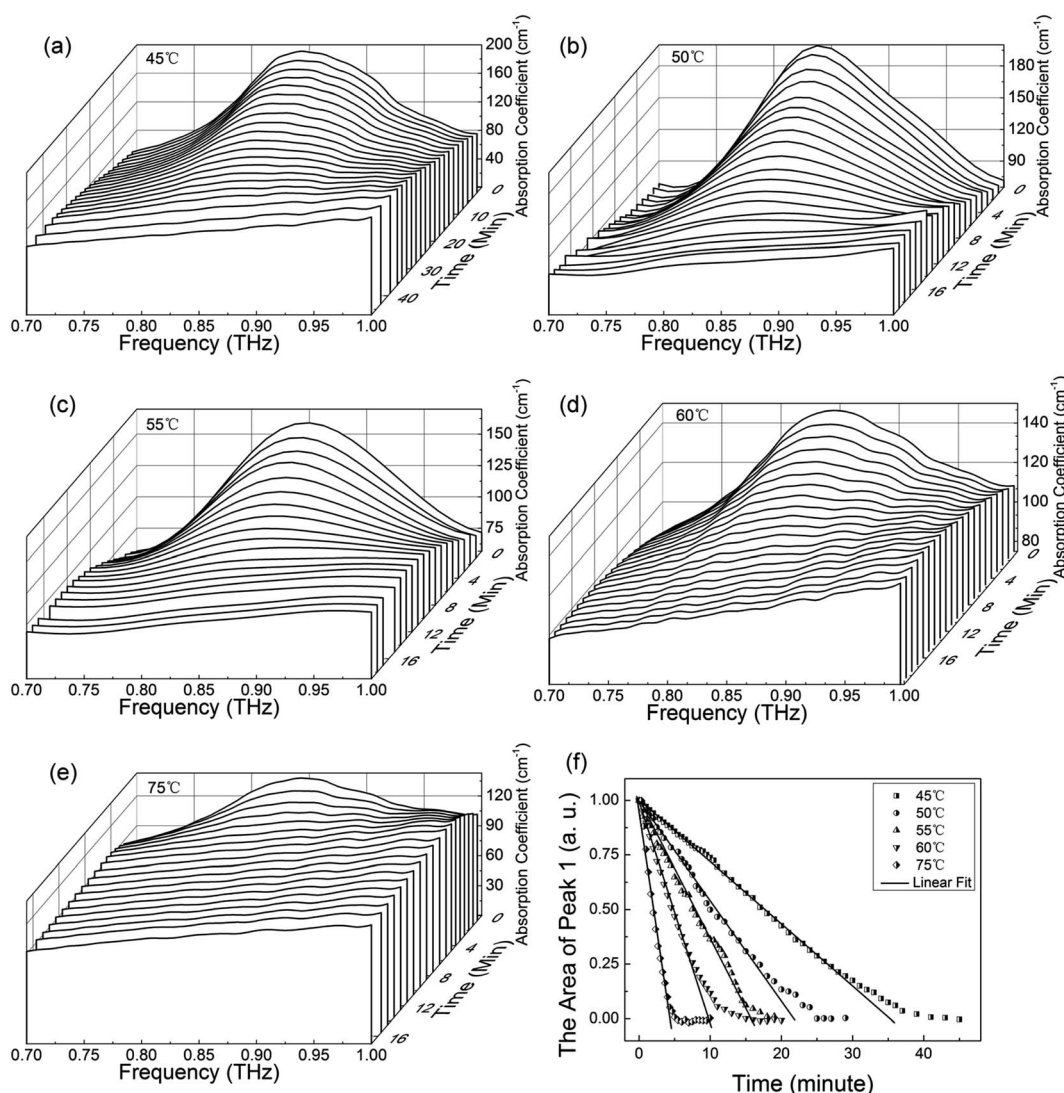 (a)
45℃
200
160
120
80
40
0
Absorption Coefficient (cm⁻¹)
0
10
20
30
40
Time (Min)
0.70 0.75 0.80 0.85 0.90 0.95 1.00
Frequency (THz)
(b)
50℃
180
150
120
90
Absorption Coefficient (cm⁻¹)
0
4
8
12
16
Time (Min)
0.70 0.75 0.80 0.85 0.90 0.95 1.00
Frequency (THz)
(c)
55℃
150
125
100
75
Absorption Coefficient (cm⁻¹)
0
4
8
12
16
Time (Min)
0.70 0.75 0.80 0.85 0.90 0.95 1.00
Frequency (THz)
(d)
60℃
140
120
100
80
Absorption Coefficient (cm⁻¹)
0
4
8
12
16
Time (Min)
0.70 0.75 0.80 0.85 0.90 0.95 1.00
Frequency (THz)
(e)
75℃
120
90
60
30
0
Absorption Coefficient (cm⁻¹)
0
4
8
12
16
Time (Min)
0.70 0.75 0.80 0.85 0.90 0.95 1.00
Frequency (THz)
(f)
The Area of Peak 1 (a. u.)
1.00
0.75
0.50
0.25
0.00
45℃
50℃
55℃
60℃
75℃
Linear Fit
0 10 20 30 40
Time (minute)